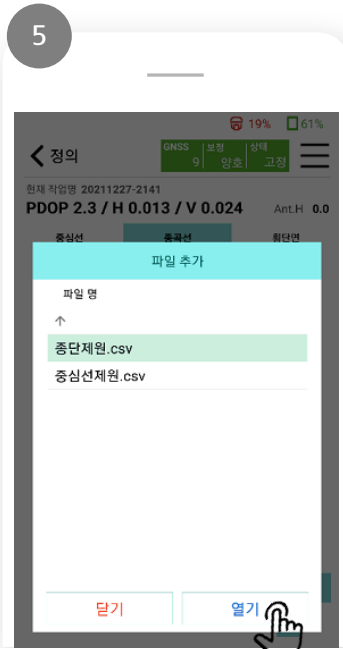 5
19% 61%
정의
GNSS 보정 상태
9 양호 고정
현재 작업명 20211227-2141
PDOP 2.3 / H 0.013 / V 0.024 Ant.H 0.0
중심선 종곡선 횡단면
파일 추가
파일 명
↑
종단제원.csv
중심선제원.csv
닫기 열기